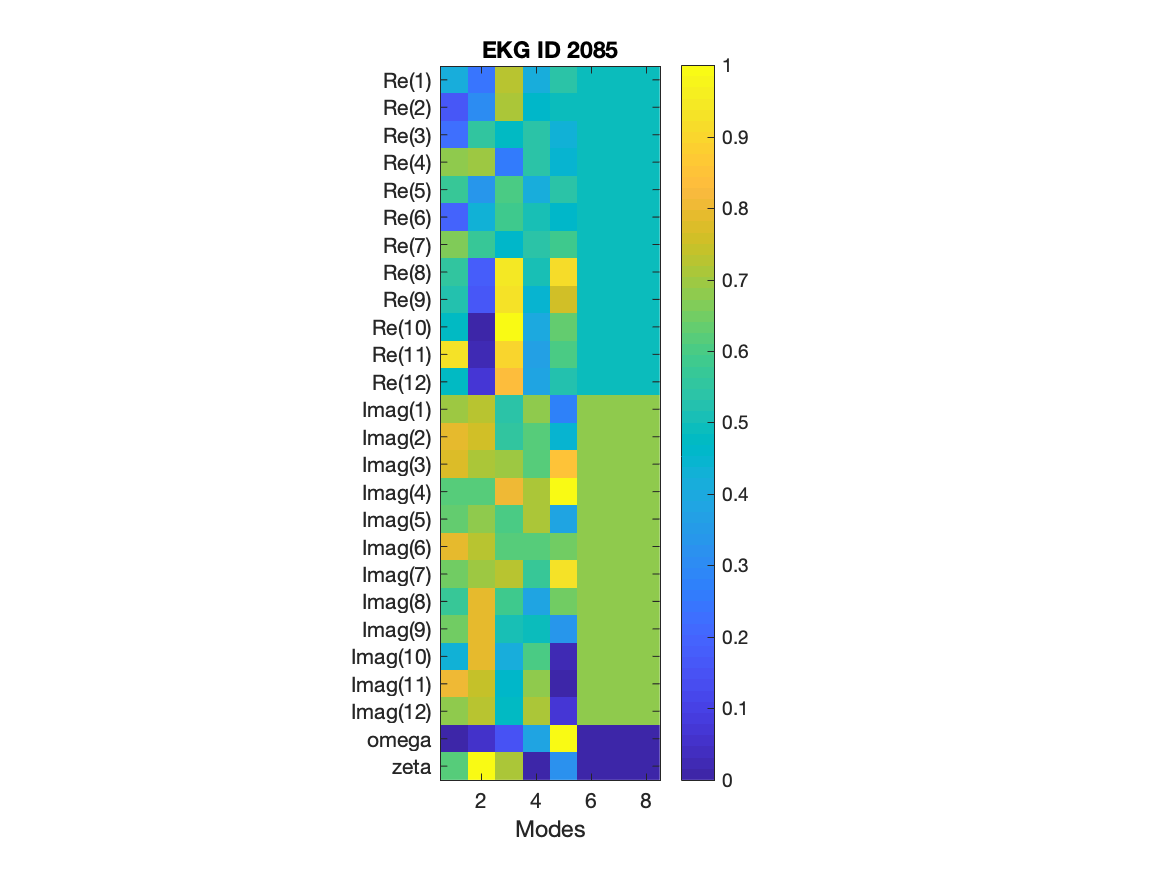 EKG ID 2085
Re(1)
Re(2)
Re(3)
Re(4)
Re(5)
Re(6)
Re(7)
Re(8)
Re(9)
Re(10)
Re(11)
Re(12)
Imag(1)
Imag(2)
Imag(3)
Imag(4)
Imag(5)
Imag(6)
Imag(7)
Imag(8)
Imag(9)
Imag(10)
Imag(11)
Imag(12)
omega
zeta
2 4 6 8
Modes
1
0.9
0.8
0.7
0.6
0.5
0.4
0.3
0.2
0.1
0